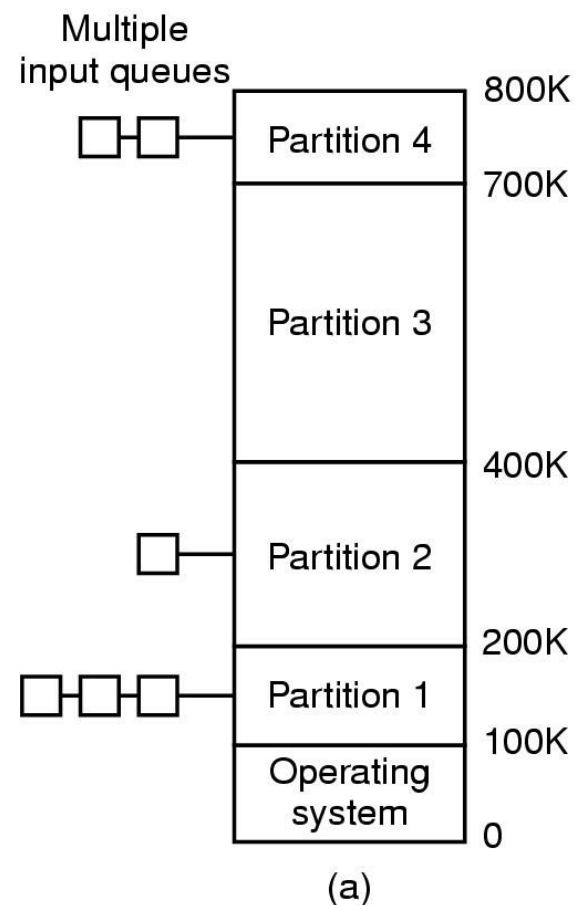 Multiple
input queues
800K
Partition 4
700K
Partition 3
400K
Partition 2
200K
Partition 1
100K
Operating
system
0
(a)